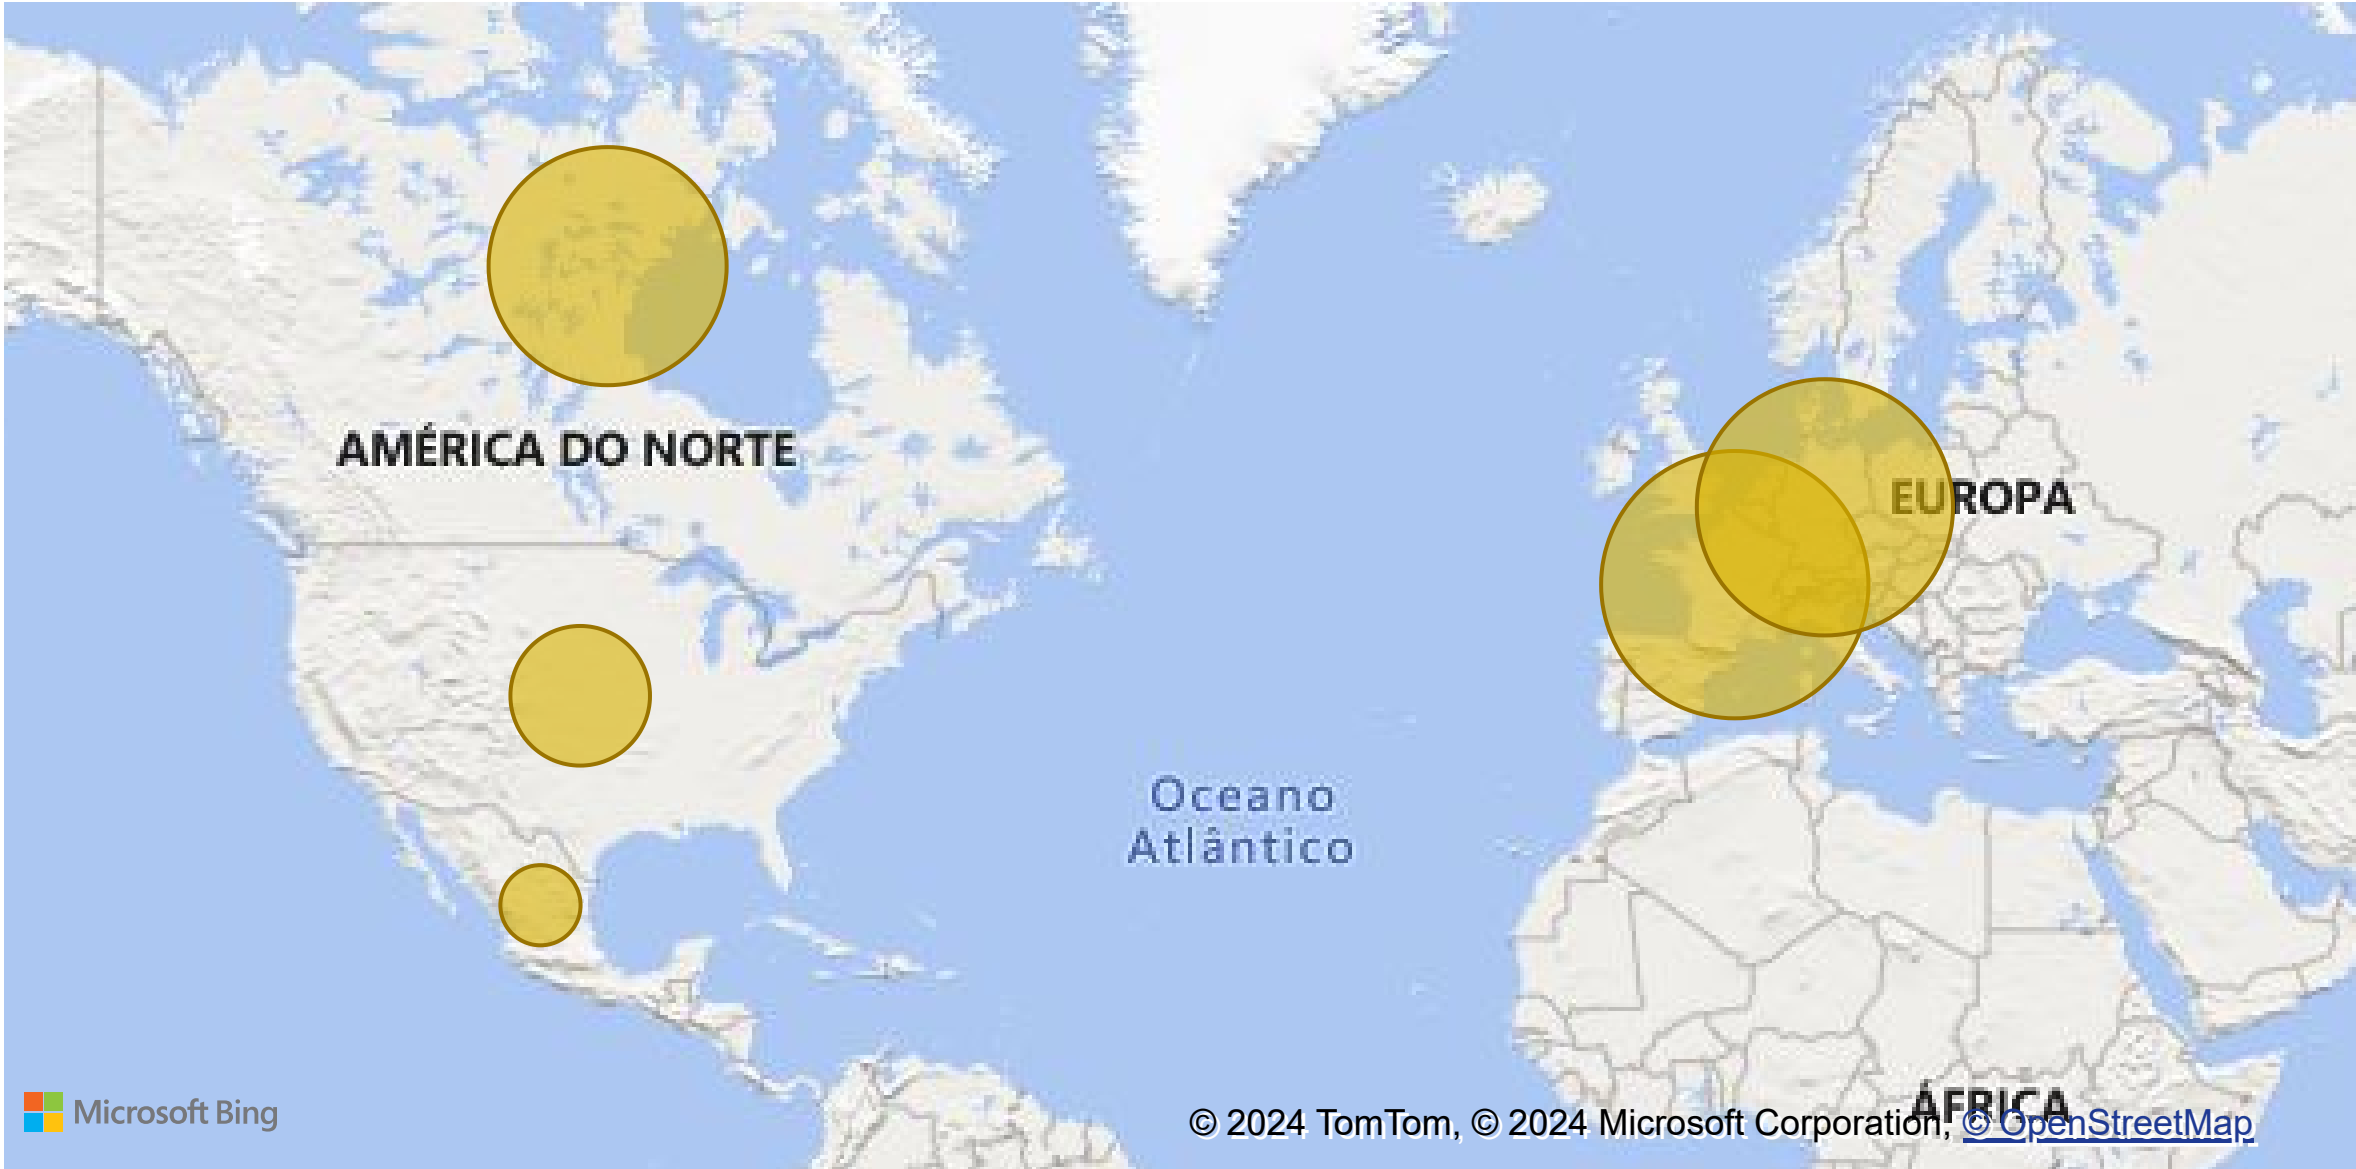 AMÉRICA DO NORTE
EUROPA
Oceano
Atlântico
ÁFRICA
Microsoft Bing
© 2024 TomTom, © 2024 Microsoft Corporation, © OpenStreetMap